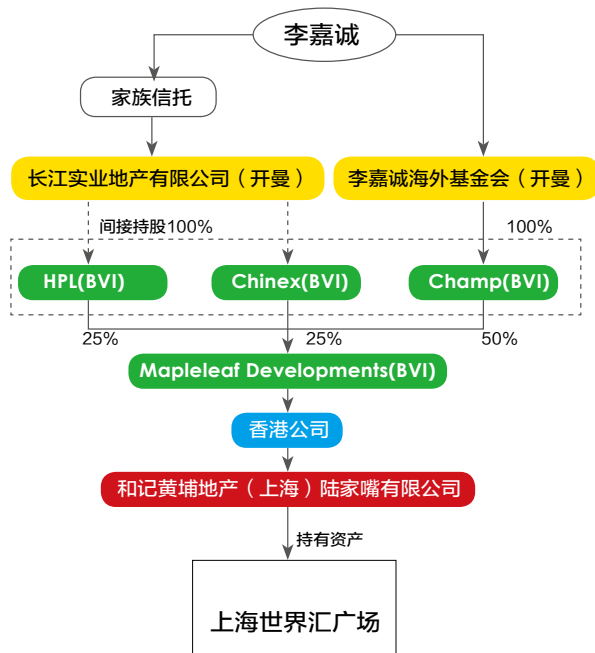 李嘉诚
家族信托
长江实业地产有限公司（开曼）
李嘉诚海外基金会（开曼）
间接持股100%
100%
HPL(BVI)
Chinex(BVI)
Champ(BVI)
25%
25%
50%
Mapleleaf Developments(BVI)
香港公司
和记黄埔地产（上海）陆家嘴有限公司
持有资产
上海世界汇广场